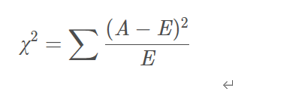 χ² = ∑ (A − E)² / E
↵